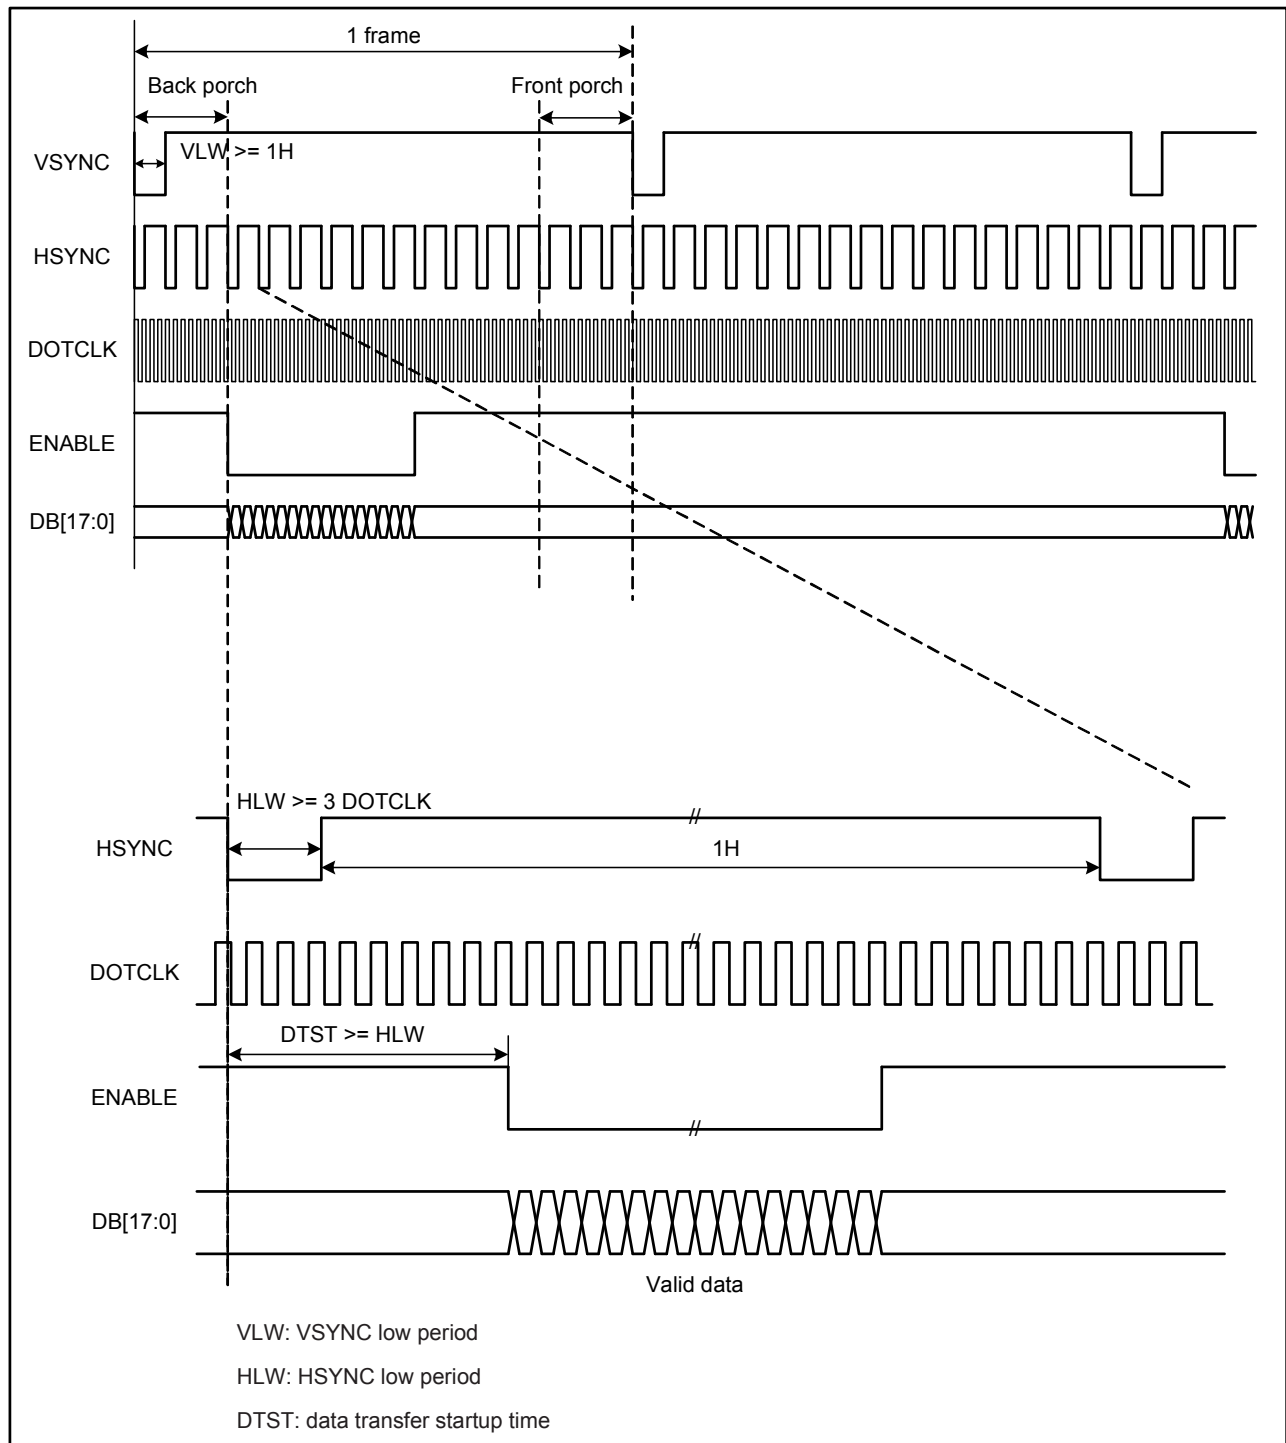 1 frame
Back porch
Front porch
VLW >= 1H
VSYNC
HSYNC
DOTCLK
ENABLE
DB[17:0]
HLW >= 3 DOTCLK
HSYNC
1H
DOTCLK
DTST >= HLW
ENABLE
DB[17:0]
Valid data
VLW: VSYNC low period
HLW: HSYNC low period
DTST: data transfer startup time